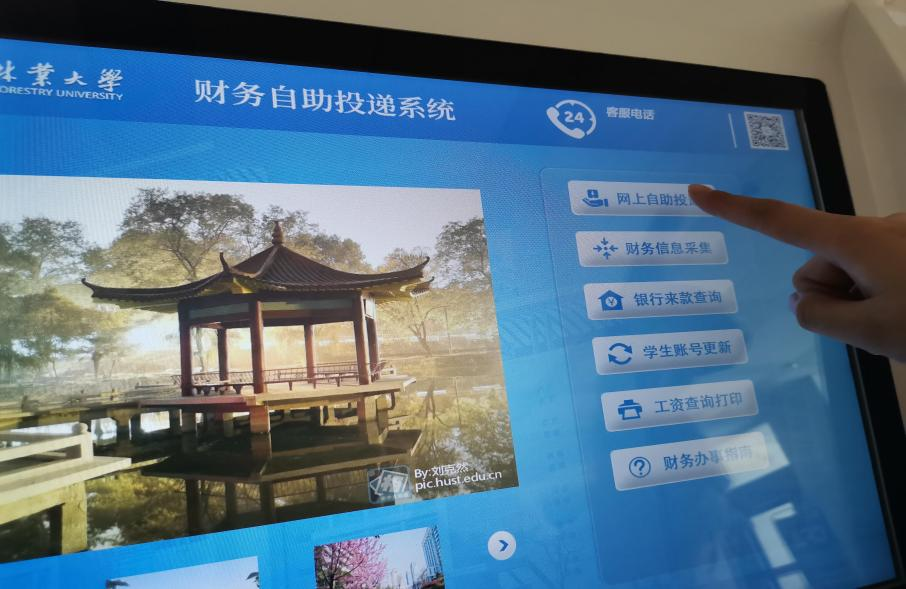 林業大學
ORESTRY UNIVERSITY
财务自助投递系统
24
客服电话
网上自助投
财务信息采集
银行来款查询
学生账号更新
工资查询打印
财务办事指南
By:刘克然
pic.hust.edu.cn